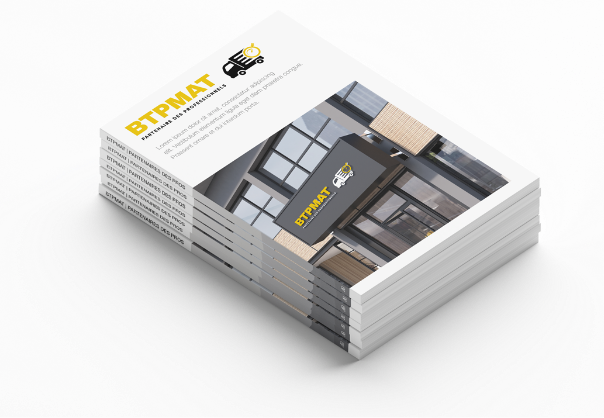 BTPMAT
PARTENAIRE DES PROFESSIONNELS
Lorem ipsum dolor sit amet, consectetur adipiscing
elit. Vestibulum elementum ligula eget diam pharetra congue.
Praesent ornare et dui interdum porta.
BTPMAT
BTPMAT | PARTENAIRES DES PROS
BTPMAT | PARTENAIRES DES PROS
BTPMAT | PARTENAIRES DES PROS
BTPMAT | PARTENAIRES DES PROS
BTPMAT | PARTENAIRES DES PROS
BTPMAT | PARTENAIRES DES PROS